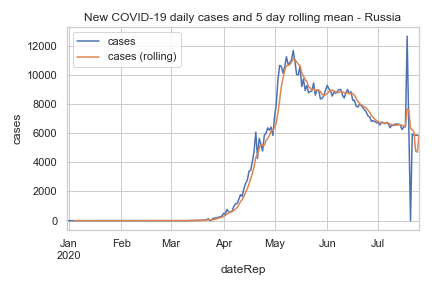 New COVID-19 daily cases and 5 day rolling mean - Russia
cases
cases (rolling)
12000
10000
8000
6000
4000
2000
0
cases
Jan Feb Mar Apr May Jun Jul
2020
dateRep